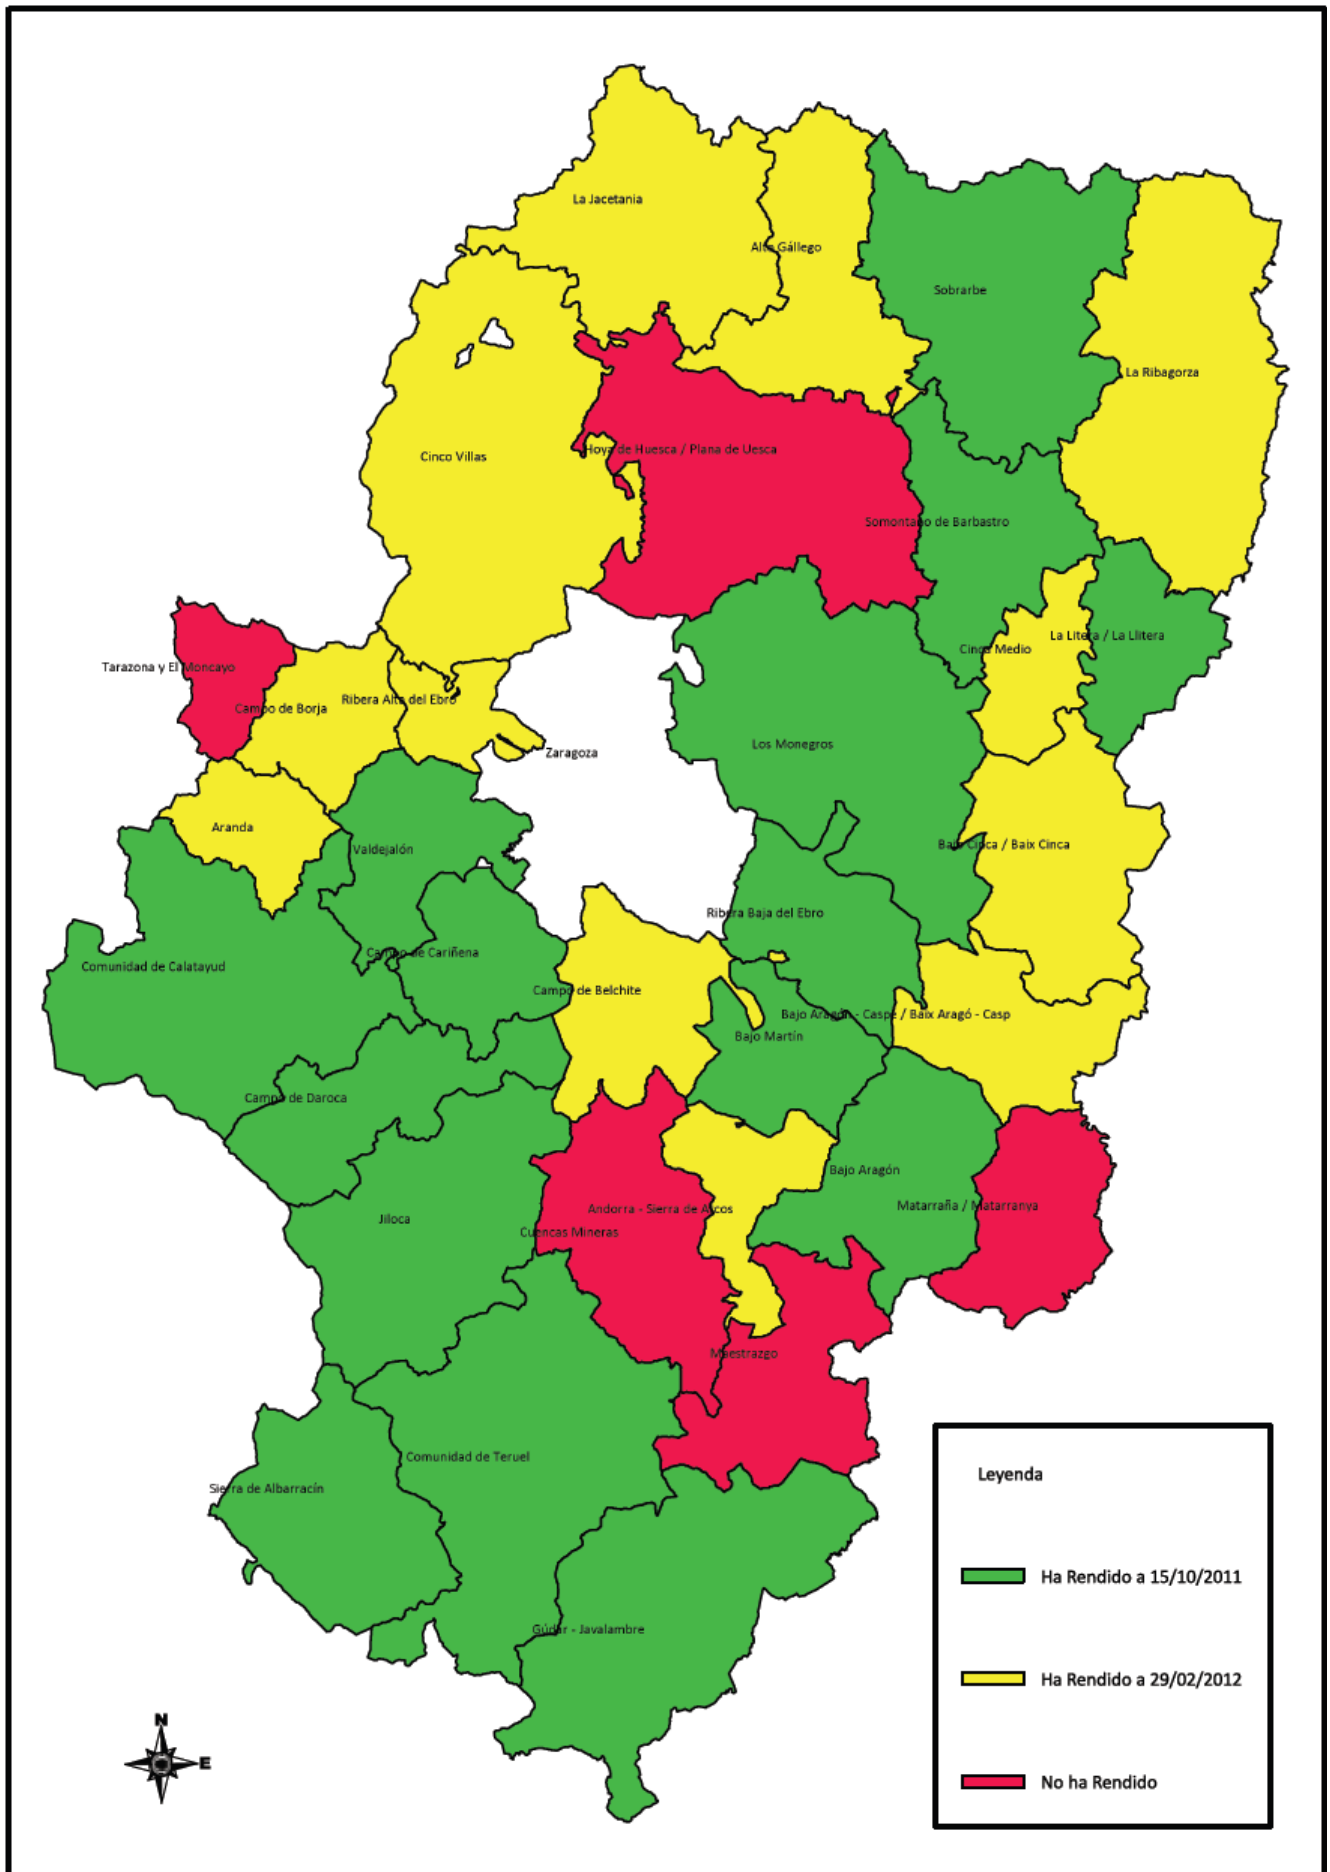 La Jacetania
Alto Gállego
Sobrarbe
La Ribagorza
Cinco Villas
Hoya de Huesca / Plana de Uesca
Somontano de Barbastro
La Litera / La Llitera
Cinca Medio
Tarazona y El Moncayo
Campo de Borja
Ribera Alta del Ebro
Los Monegros
Zaragoza
Aranda
Valdejalón
Bajo Cinca / Baix Cinca
Ribera Baja del Ebro
Campo de Cariñena
Comunidad de Calatayud
Campo de Belchite
Bajo Aragón - Caspe / Baix Aragó - Casp
Bajo Martín
Campo de Daroca
Bajo Aragón
Matarraña / Matarranya
Andorra - Sierra de Arcos
Jiloca
Cuencas Mineras
Maestrazgo
Comunidad de Teruel
Sierra de Albarracín
Gúdar - Javalambre
Leyenda
Ha Rendido a 15/10/2011
Ha Rendido a 29/02/2012
No ha Rendido
N
E